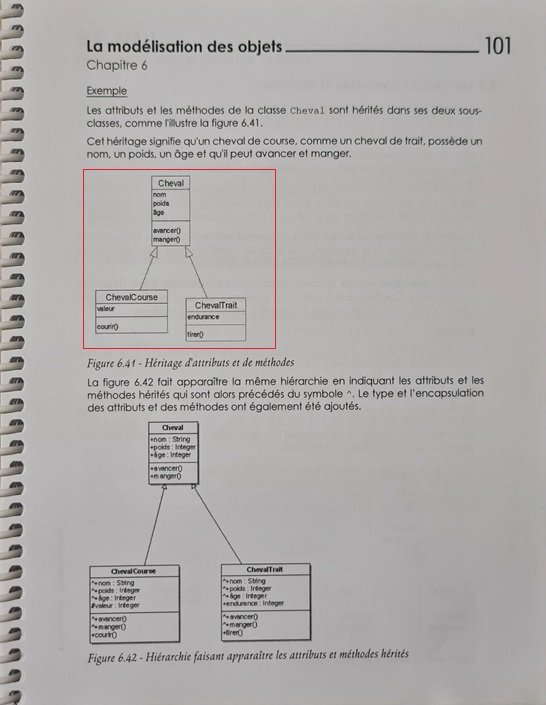 La modélisation des objets 101
Chapitre 6
Exemple
Les attributs et les méthodes de la classe Cheval sont hérités dans ses deux sous-
classes, comme l'illustre la figure 6.41.
Cet héritage signifie qu'un cheval de course, comme un cheval de trait, possède un
nom, un poids, un âge et qu'il peut avancer et manger.
Cheval
nom
poids
âge
avancer()
manger()
ChevalCourse
valeur
courir()
ChevalTrait
endurance
tirer()
Figure 6.41 - Héritage d'attributs et de méthodes
La figure 6.42 fait apparaître la même hiérarchie en indiquant les attributs et les
méthodes hérités qui sont alors précédés du symbole ^. Le type et l'encapsulation
des attributs et des méthodes ont également été ajoutés.
Cheval
+nom : String
+poids : Integer
+âge : Integer
+avancer()
+manger()
ChevalCourse
^+nom : String
^+poids : Integer
^+âge : Integer
#valeur : Integer
^+avancer()
^+manger()
+courir()
ChevalTrait
^+nom : String
^+poids : Integer
^+âge : Integer
+endurance : Integer
^+avancer()
^+manger()
+tirer()
Figure 6.42 - Hiérarchie faisant apparaître les attributs et méthodes hérités